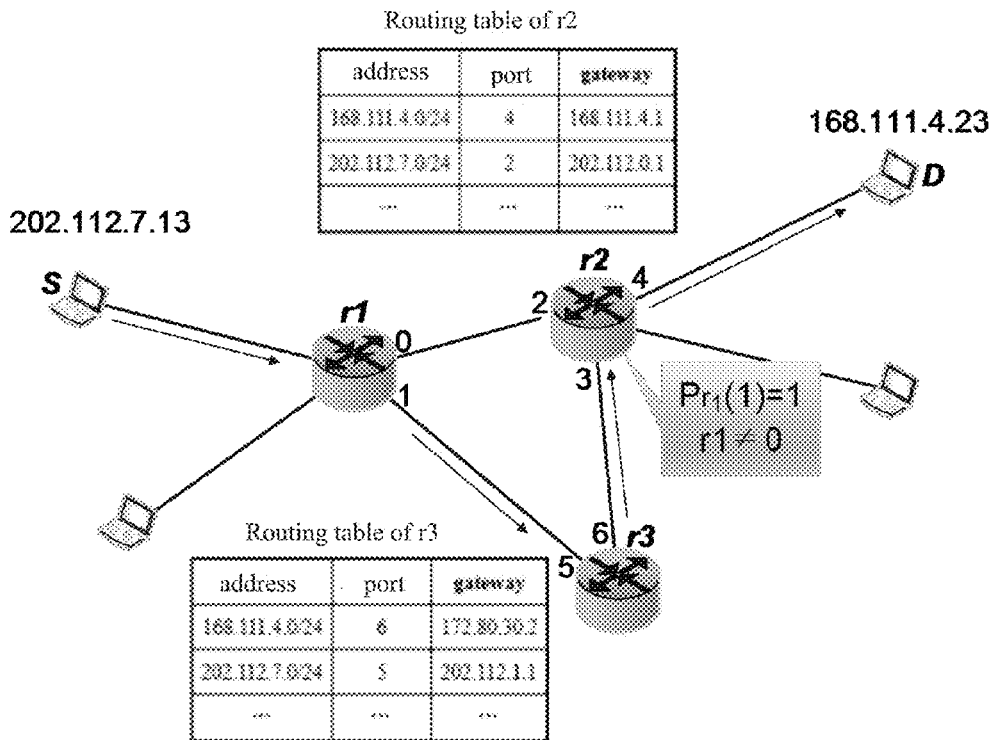 Routing table of r2
address port gateway
168.111.4.0/24 4 168.111.4.1
202.112.7.0/24 2 202.112.0.1
... ... ...
168.111.4.23
D
202.112.7.13
S
r1
0
1
r2
2
4
3
Pr₁(1)=1
r1≠0
Routing table of r3
address port gateway
168.111.4.0/24 6 172.80.30.2
202.112.7.0/24 5 202.112.1.1
... ... ...
6
r3
5